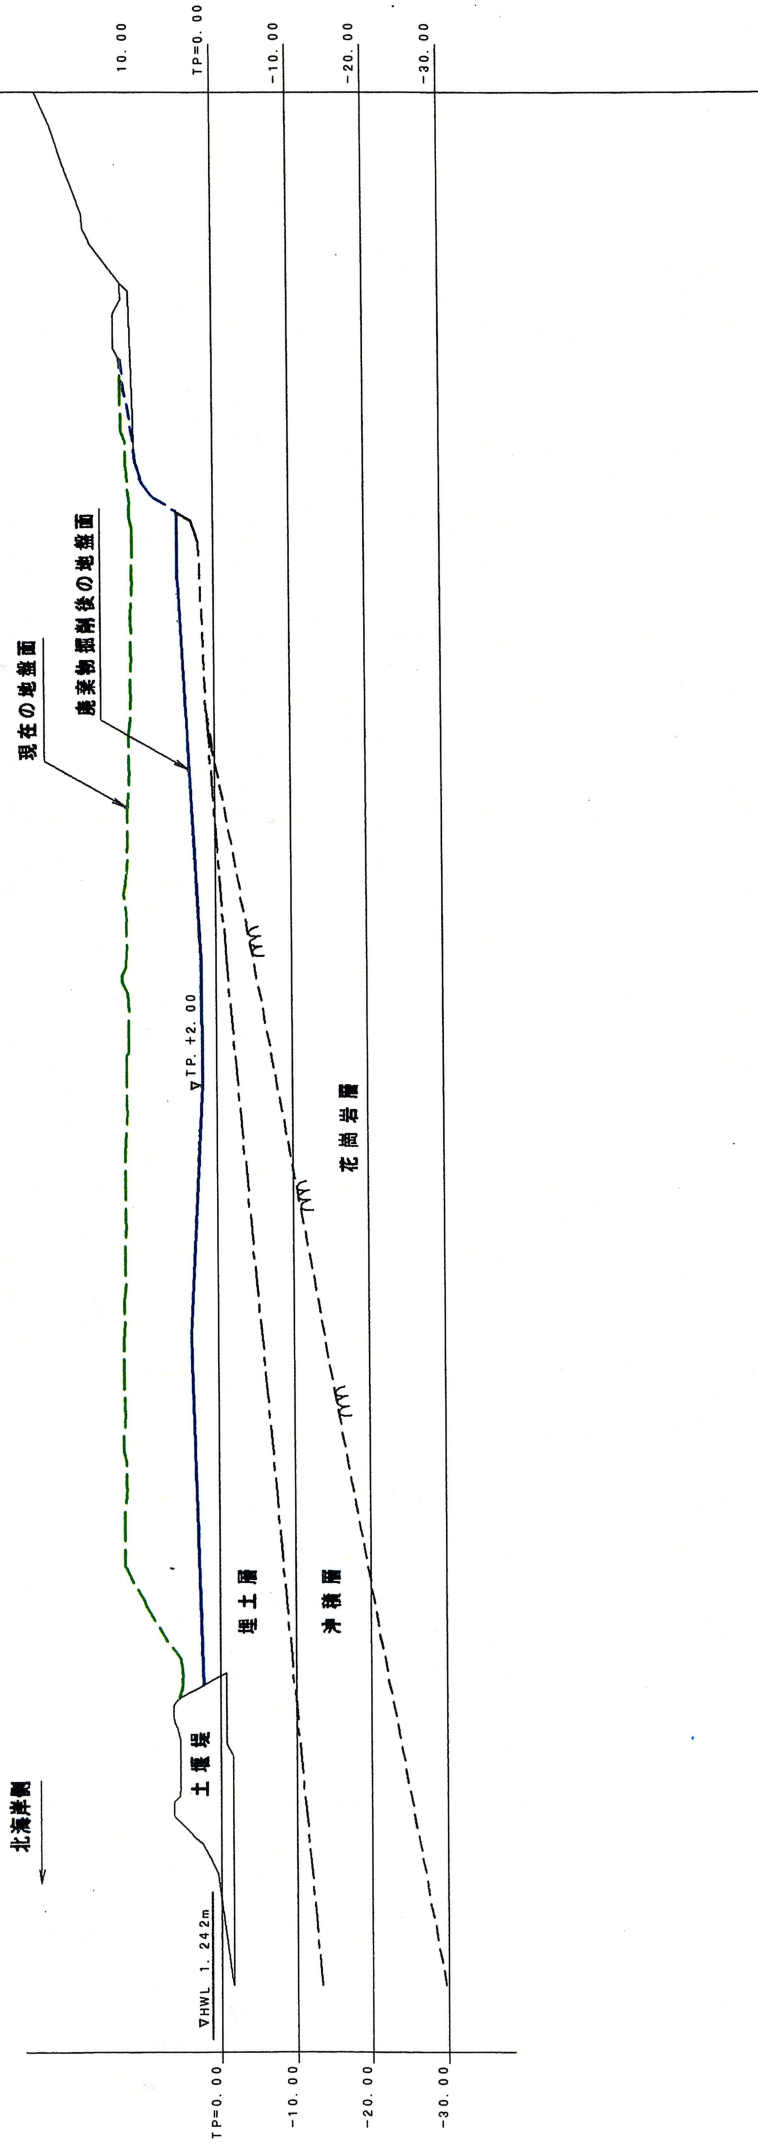 北海岸側
現在の地盤面
廃棄物掘削後の地盤面
10. 00
TP=0. 00
-10. 00
-20. 00
-30. 00
▽TP. +2. 00
土堰堤
埋土層
沖積層
花崗岩層
▽HWL 1. 242m
TP=0. 00
-10. 00
-20. 00
-30. 00